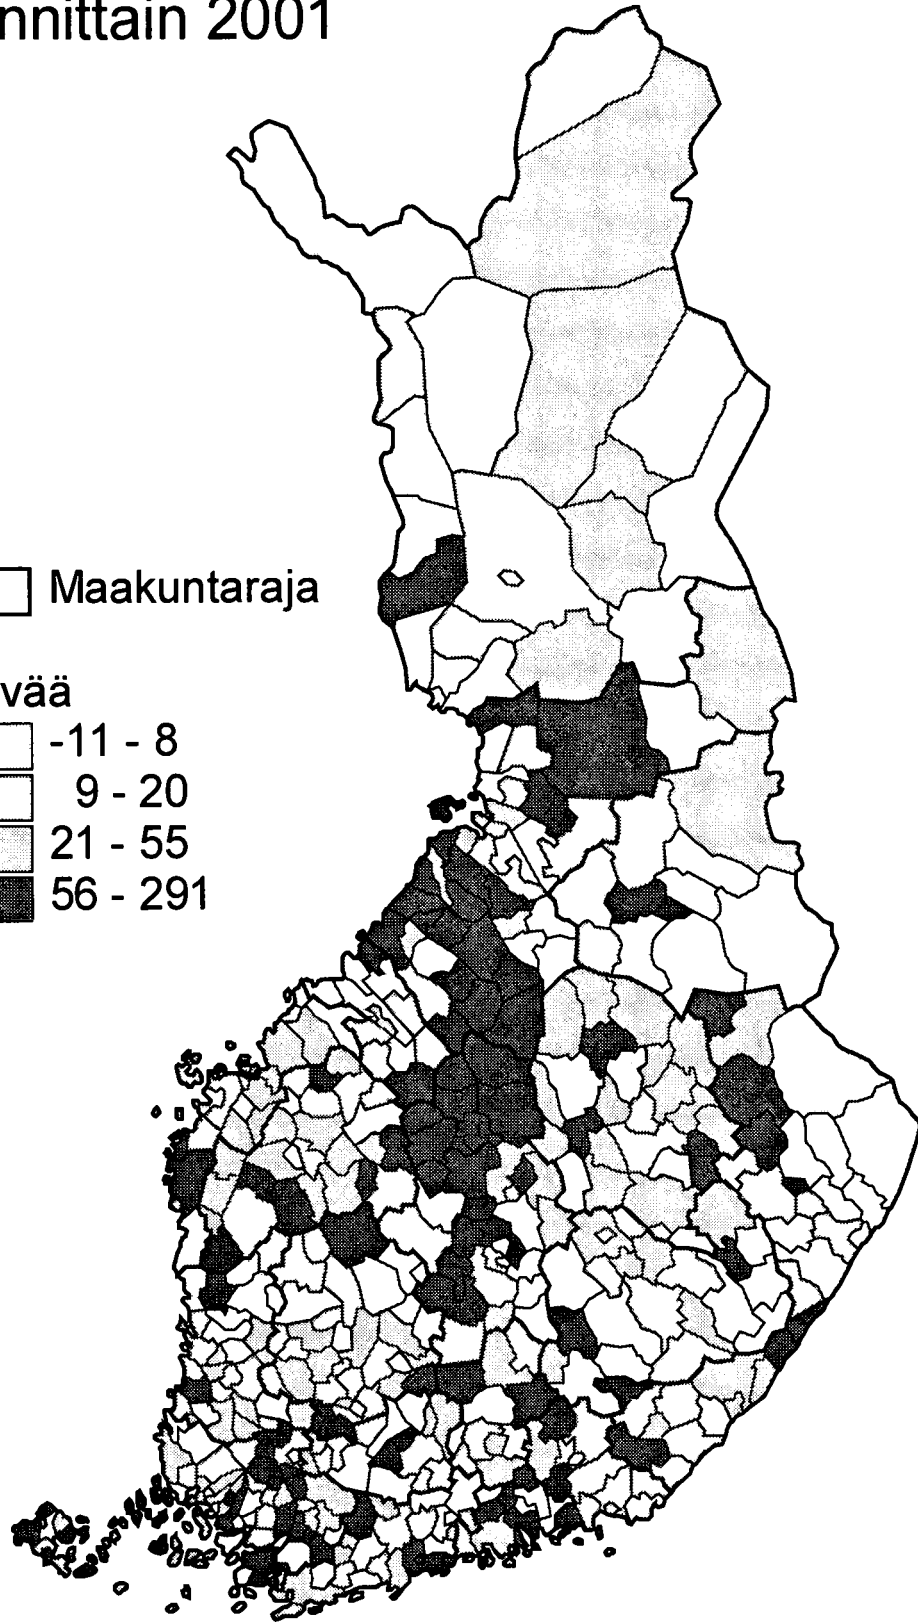 nnittain 2001
Maakuntaraja
vää
-11 - 8
9 - 20
21 - 55
56 - 291